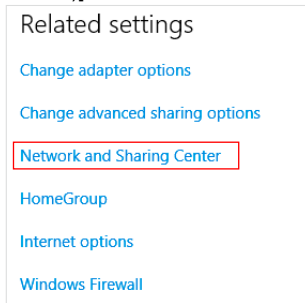 Related settings
Change adapter options
Change advanced sharing options
Network and Sharing Center
HomeGroup
Internet options
Windows Firewall